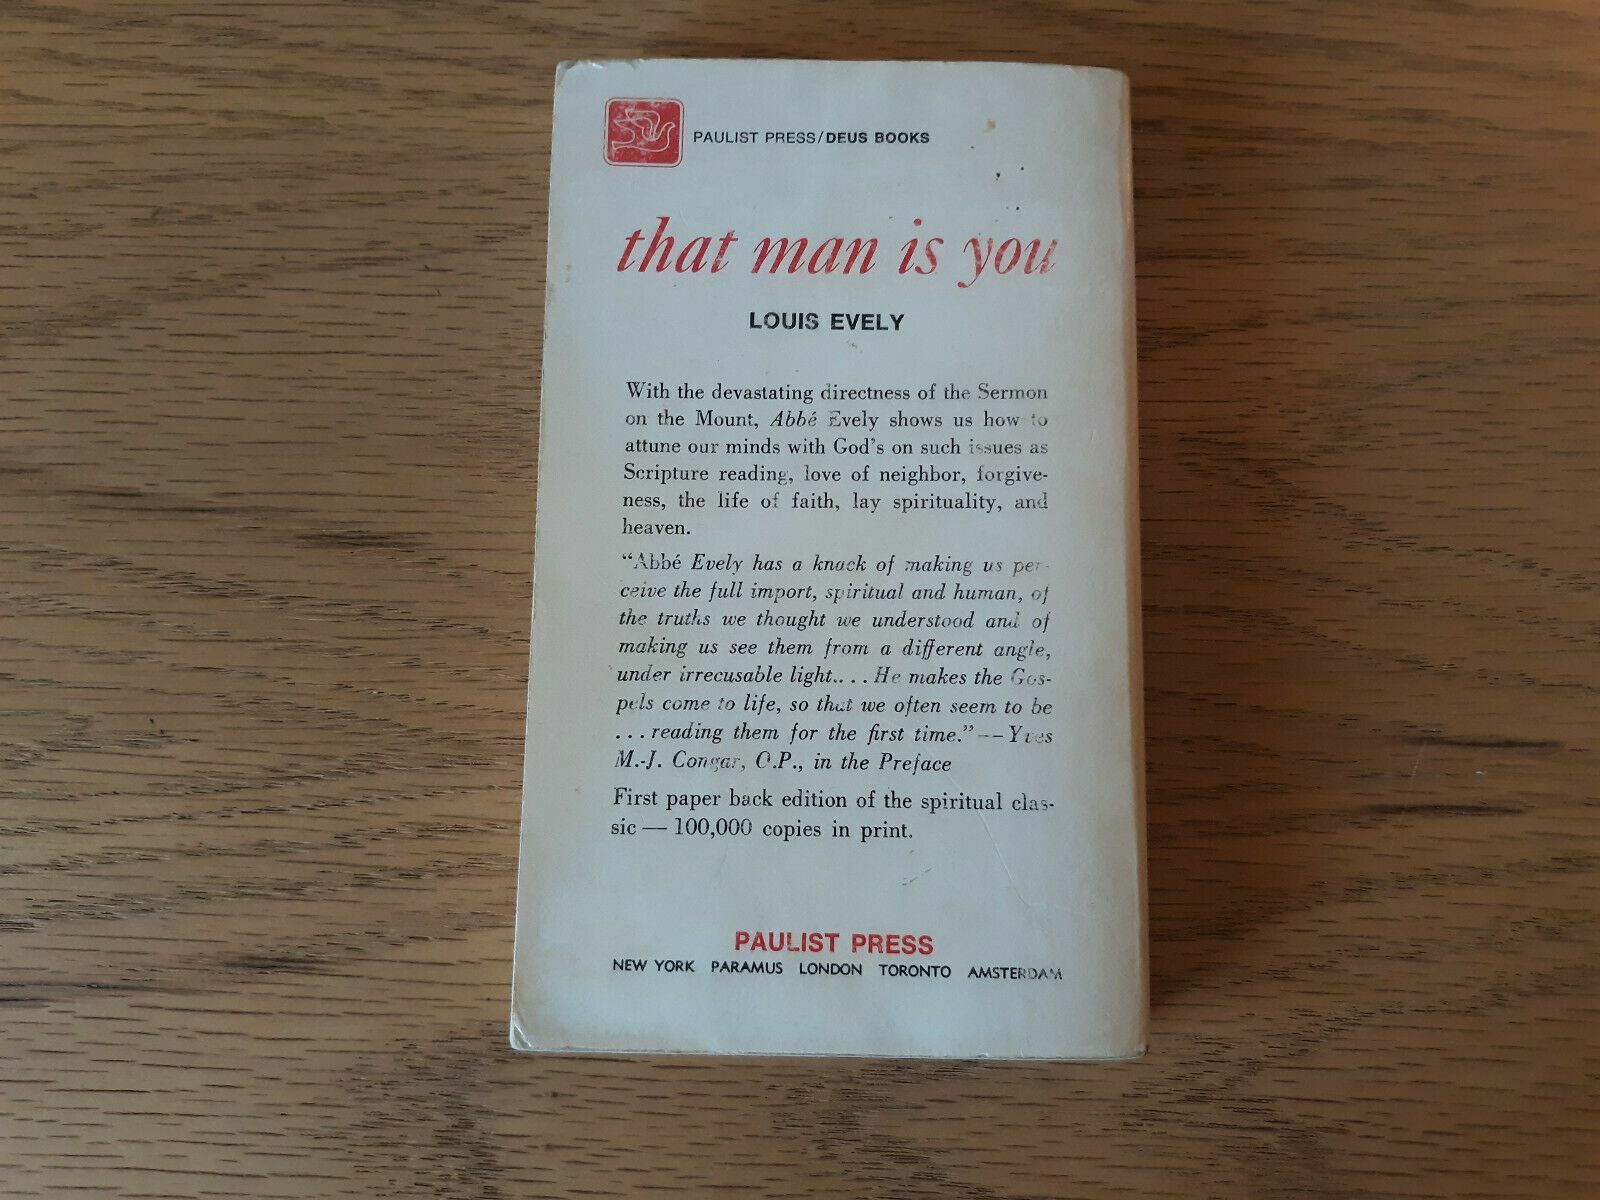 PAULIST PRESS/DEUS BOOKS
that man is you
LOUIS EVELY
With the devastating directness of the Sermon
on the Mount, Abbé Evely shows us how to
attune our minds with God's on such issues as
Scripture reading, love of neighbor, forgive-
ness, the life of faith, lay spirituality, and
heaven.
"Abbé Evely has a knack of making us per-
ceive the full import, spiritual and human, of
the truths we thought we understood and of
making us see them from a different angle,
under irrecusable light.... He makes the Gos-
pels come to life, so that we often seem to be
... reading them for the first time."—Yves
M.-J. Congar, O.P., in the Preface
First paper back edition of the spiritual clas-
sic — 100,000 copies in print.
PAULIST PRESS
NEW YORK PARAMUS LONDON TORONTO AMSTERDAM